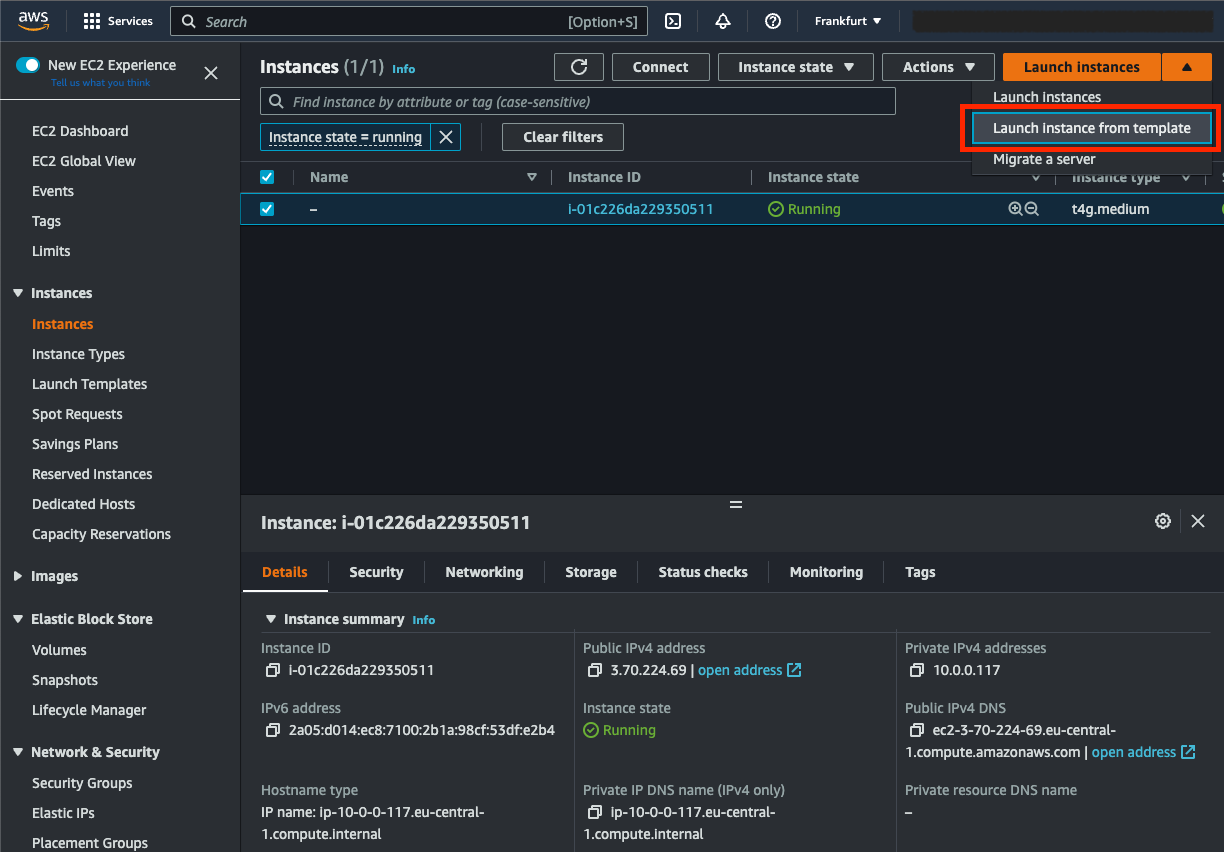 aws
Services
Search
[Option+S]
Frankfurt
New EC2 Experience
Tell us what you think
EC2 Dashboard
EC2 Global View
Events
Tags
Limits
Instances
Instances
Instance Types
Launch Templates
Spot Requests
Savings Plans
Reserved Instances
Dedicated Hosts
Capacity Reservations
Images
Elastic Block Store
Volumes
Snapshots
Lifecycle Manager
Network & Security
Security Groups
Elastic IPs
Placement Groups
Instances (1/1) Info
Connect
Instance state
Actions
Launch instances
Launch instances
Launch instance from template
Migrate a server
Find instance by attribute or tag (case-sensitive)
Instance state = running
Clear filters
Name
Instance ID
Instance state
Instance type
–
i-01c226da229350511
Running
t4g.medium
Instance: i-01c226da229350511
Details
Security
Networking
Storage
Status checks
Monitoring
Tags
Instance summary Info
Instance ID
i-01c226da229350511
Public IPv4 address
3.70.224.69 | open address
Private IPv4 addresses
10.0.0.117
IPv6 address
2a05:d014:ec8:7100:2b1a:98cf:53df:e2b4
Instance state
Running
Public IPv4 DNS
ec2-3-70-224-69.eu-central-
1.compute.amazonaws.com | open address
Hostname type
IP name: ip-10-0-0-117.eu-central-
1.compute.internal
Private IP DNS name (IPv4 only)
ip-10-0-0-117.eu-central-
1.compute.internal
Private resource DNS name
–